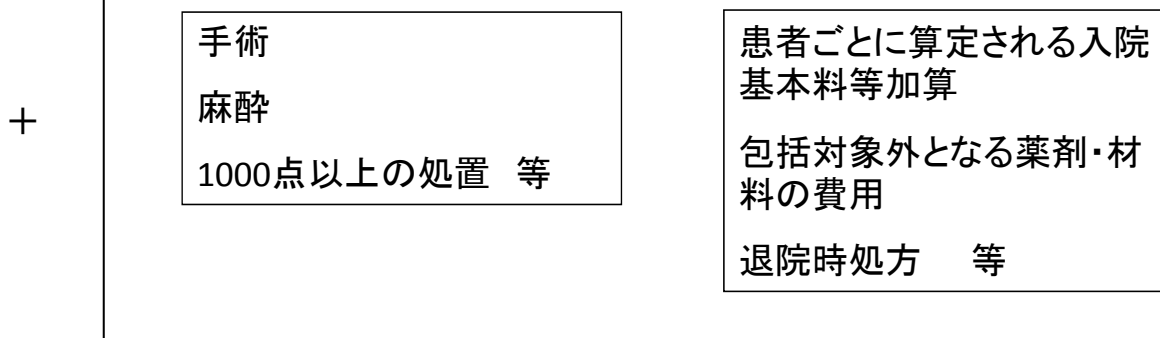 ＋
手術
麻酔
1000点以上の処置　等
患者ごとに算定される入院
基本料等加算
包括対象外となる薬剤・材
料の費用
退院時処方　等